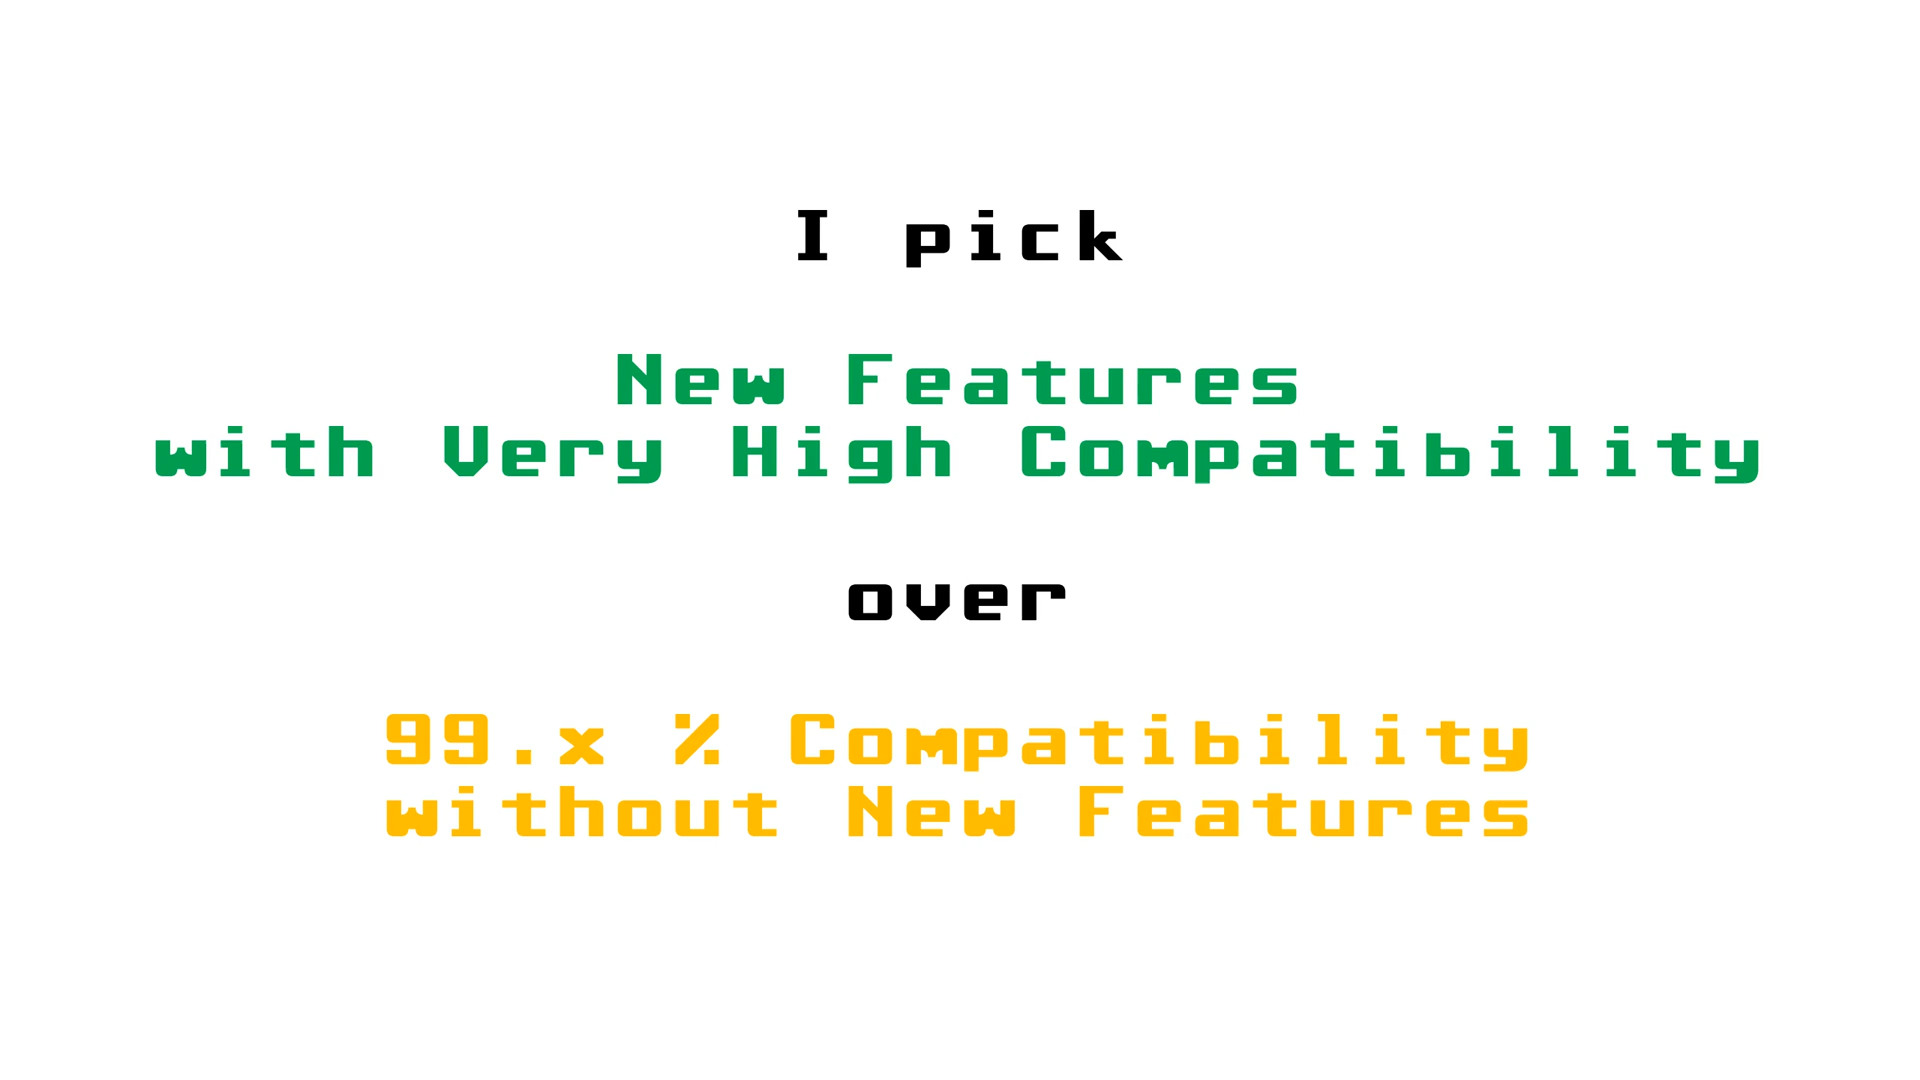 I pick
New Features
with Very High Compatibility
over
99.x % Compatibility
without New Features